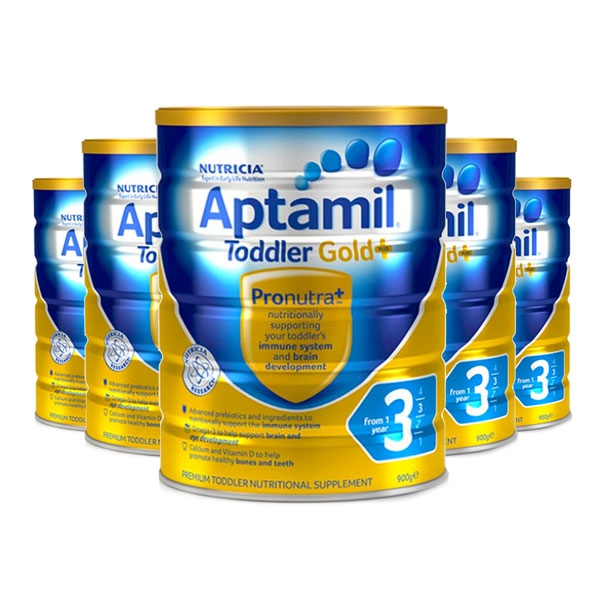 NUTRICIA
Expert in Early Life Nutrition
Aptamil®
Toddler Gold+
Pronutra+™
nutritionally
supporting
your toddler's
immune system
and brain
development
NUTRICIA
RESEARCH
Advanced prebiotics and ingredients to
nutritionally support the immune system
Omega-3 to help support brain and
eye development
Calcium and Vitamin D to help
promote healthy bones and teeth
From 1
year
3
PREMIUM TODDLER NUTRITIONAL SUPPLEMENT
900g℮